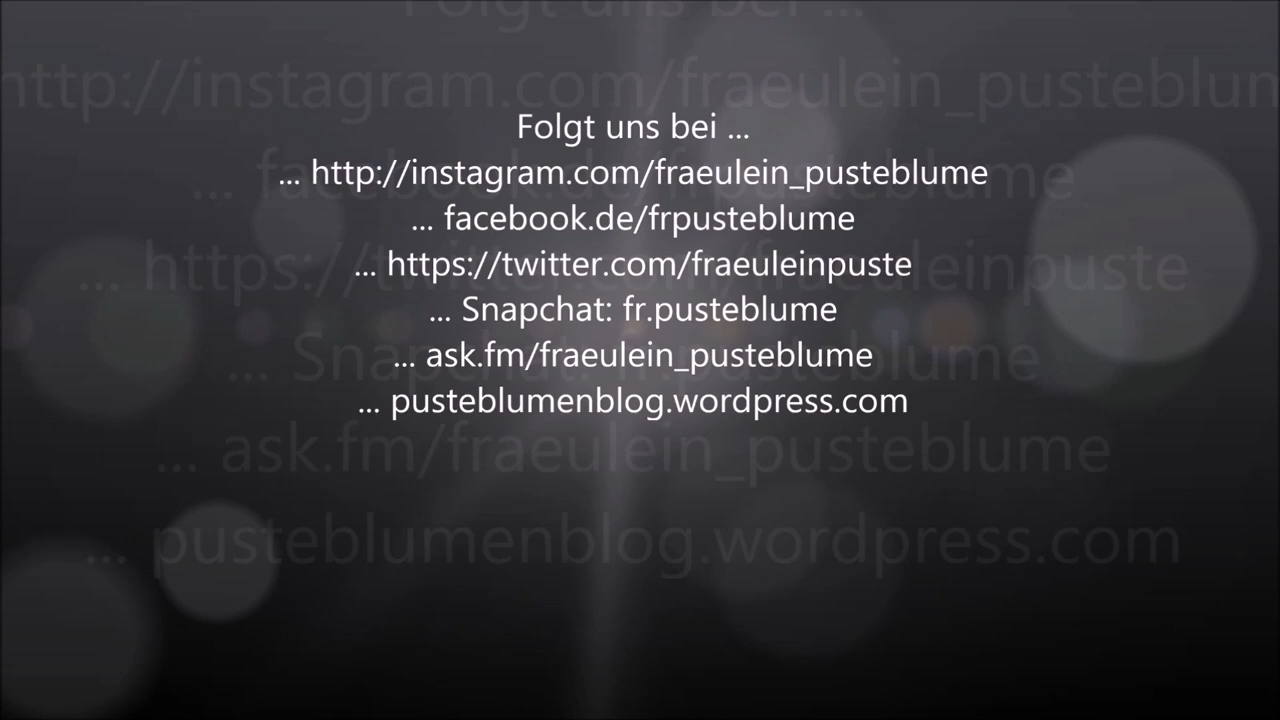 Folgt uns bei ...
... http://instagram.com/fraeulein_pusteblume
... facebook.de/frpusteblume
... https://twitter.com/fraeuleinpuste
... Snapchat: fr.pusteblume
... ask.fm/fraeulein_pusteblume
... pusteblumenblog.wordpress.com